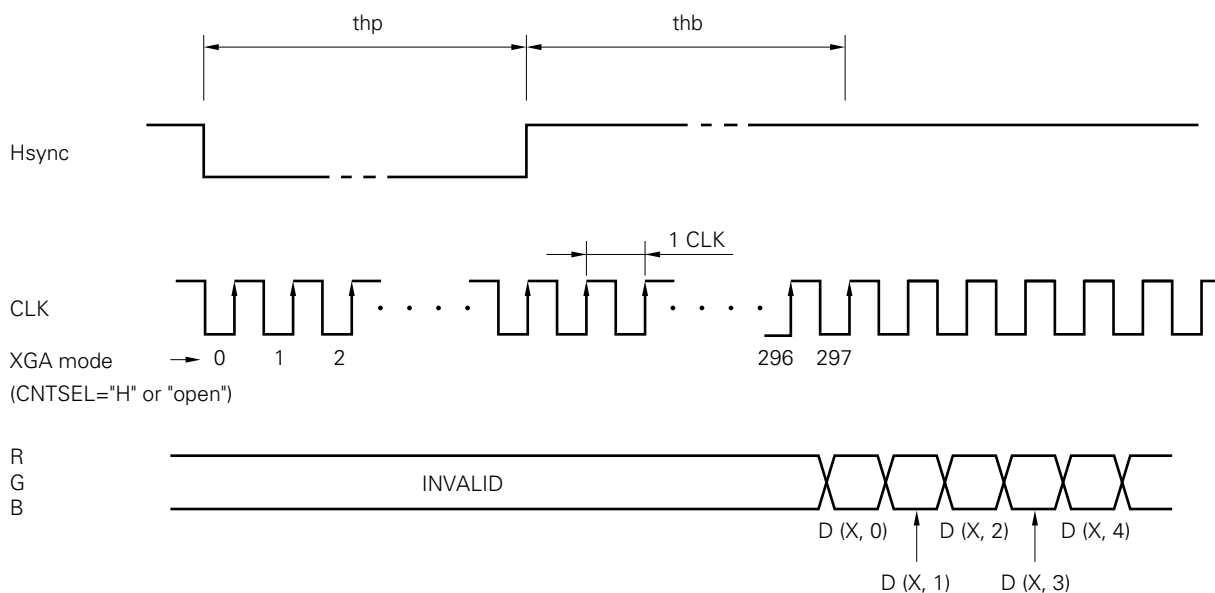 thp thb
Hsync
1 CLK
CLK
XGA mode 0 1 2 296 297
(CNTSEL="H" or "open")
R
G INVALID
B
D (X, 0) D (X, 2) D (X, 4)
D (X, 1) D (X, 3)